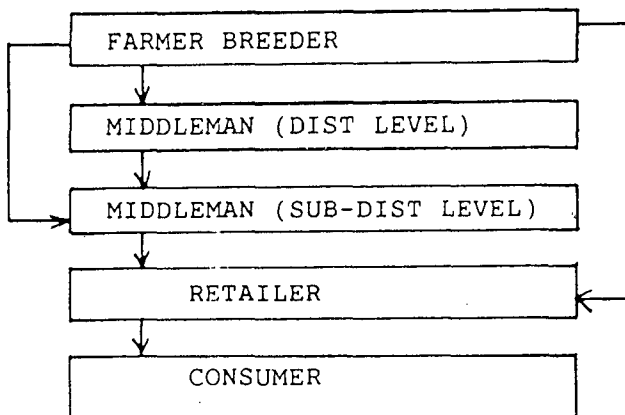 FARMER BREEDER
MIDDLEMAN (DIST LEVEL)
MIDDLEMAN (SUB-DIST LEVEL)
RETAILER
CONSUMER